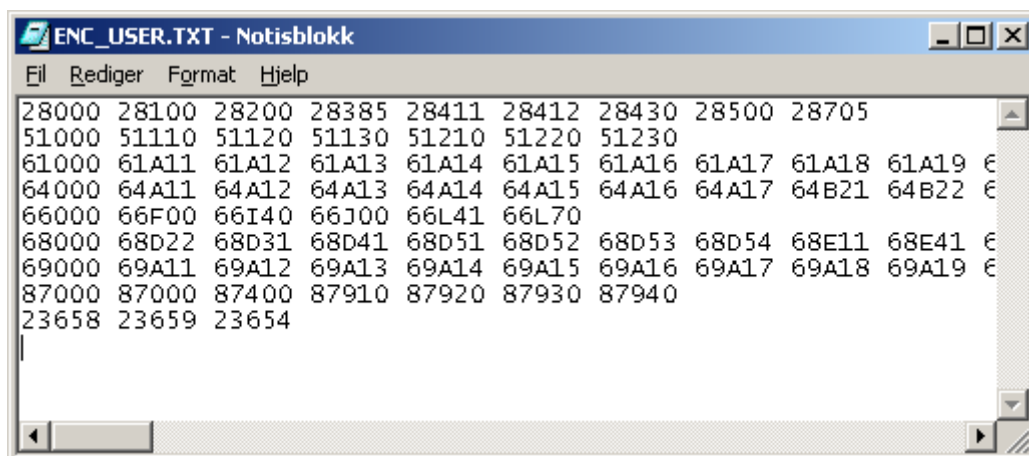 ENC_USER.TXT - Notisblokk
Fil Rediger Format Hjelp
28000 28100 28200 28385 28411 28412 28430 28500 28705
51000 51110 51120 51130 51210 51220 51230
61000 61A11 61A12 61A13 61A14 61A15 61A16 61A17 61A18 61A19 6
64000 64A11 64A12 64A13 64A14 64A15 64A16 64A17 64B21 64B22 6
66000 66F00 66I40 66J00 66L41 66L70
68000 68D22 68D31 68D41 68D51 68D52 68D53 68D54 68E11 68E41 6
69000 69A11 69A12 69A13 69A14 69A15 69A16 69A17 69A18 69A19 6
87000 87000 87400 87910 87920 87930 87940
23658 23659 23654